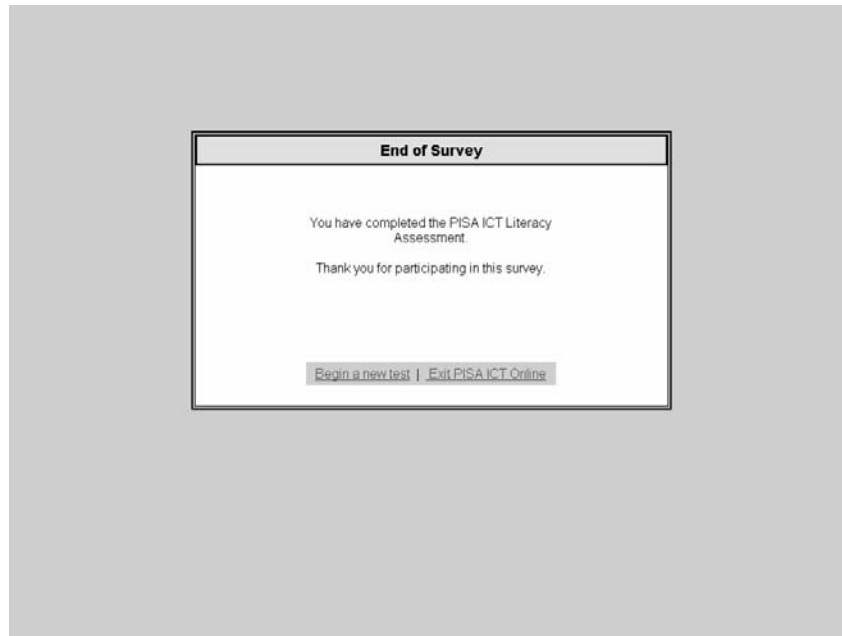 End of Survey
You have completed the PISA ICT Literacy
Assessment.
Thank you for participating in this survey.
Begin a new test | Exit PISA ICT Online